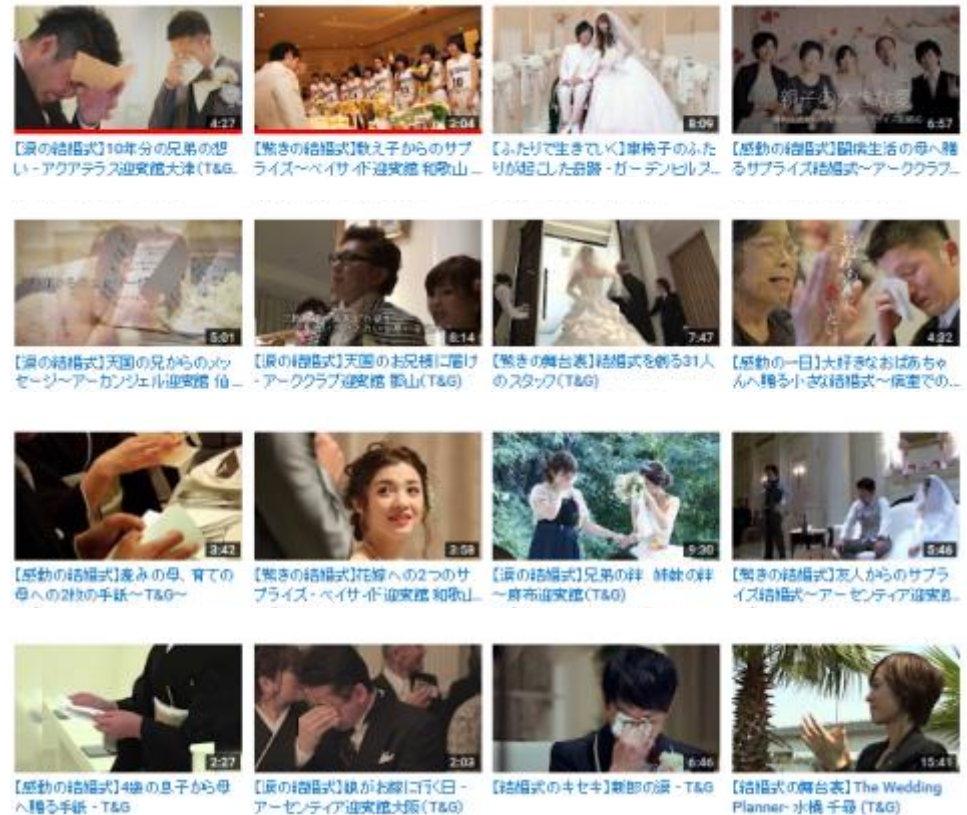 4:27
【涙の結婚式】10年分の兄弟の想
い - アクアテラス迎賓館大津(T&G...
2:04
【驚きの結婚式】教え子からのサプ
ライズ～ベイサイド迎賓館 和歌山 ...
8:09
【ふたりで生きていく】車椅子のふた
りが起こした奇跡 - ガーデンヒルズ...
6:57
【感動の結婚式】闘病生活の母へ贈
るサプライズ結婚式～アーククラブ...
5:01
【涙の結婚式】天国の兄からのメッ
セージ～アーカンジェル迎賓館 仙...
8:14
【涙の結婚式】天国のお兄様に届け
- アーククラブ迎賓館 郡山(T&G)
7:47
【驚きの舞台裏】結婚式を創る31人
のスタッフ(T&G)
4:32
【感動の一日】大好きなおばあちゃ
んへ贈る小さな結婚式～病室での...
3:42
【感動の結婚式】産みの母、育ての
母への2枚の手紙～T&G～
3:58
【驚きの結婚式】花嫁への2つのサ
プライズ - ベイサイド迎賓館 和歌山...
9:30
【涙の結婚式】兄弟の絆 姉妹の絆
～麻布迎賓館(T&G)
5:46
【驚きの結婚式】友人からのサプラ
イズ結婚式～アーセンティア迎賓館...
2:27
【感動の結婚式】4歳の息子から母
へ贈る手紙 - T&G
2:03
【涙の結婚式】娘がお嫁に行く日 -
アーセンティア迎賓館大阪(T&G)
6:46
【結婚式のキセキ】新郎の涙 - T&G
15:41
【結婚式の舞台裏】The Wedding
Planner- 水橋 千尋 (T&G)